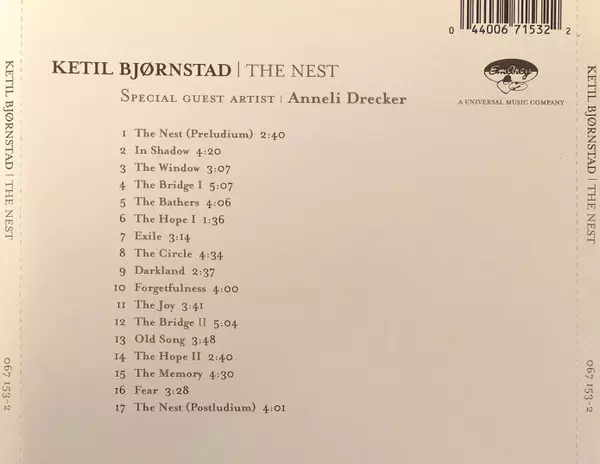 0 44006 71532 2
KETIL BJØRNSTAD | THE NEST
SPECIAL GUEST ARTIST | Anneli Drecker
EmArcy
A UNIVERSAL MUSIC COMPANY
1 The Nest (Preludium) 2:40
2 In Shadow 4:20
3 The Window 3:07
4 The Bridge I 5:07
5 The Bathers 4:06
6 The Hope I 1:36
7 Exile 3:14
8 The Circle 4:34
9 Darkland 2:37
10 Forgetfulness 4:00
11 The Joy 3:41
12 The Bridge II 5:04
13 Old Song 3:48
14 The Hope II 2:40
15 The Memory 4:30
16 Fear 3:28
17 The Nest (Postludium) 4:01
KETIL BJØRNSTAD | THE NEST
067 153-2
KETIL BJØRNSTAD | THE NEST
067 153-2